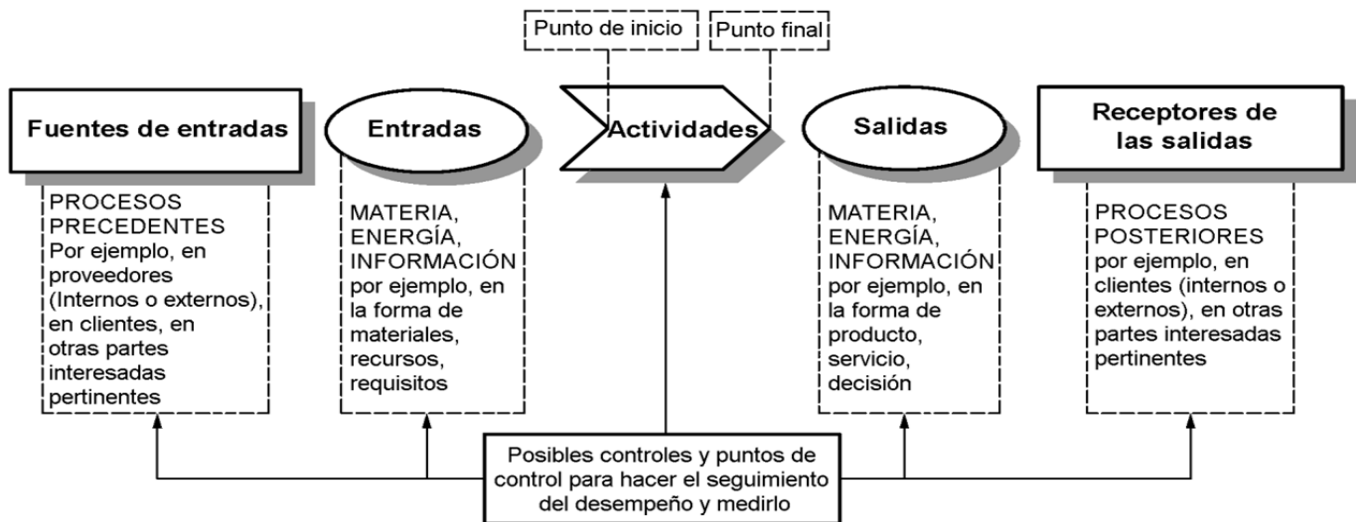 Punto de inicio
Punto final
Fuentes de entradas
Entradas
Actividades
Salidas
Receptores de
las salidas
PROCESOS
PRECEDENTES
Por ejemplo, en
proveedores
(Internos o externos),
en clientes, en
otras partes
interesadas
pertinentes
MATERIA,
ENERGÍA,
INFORMACIÓN
por ejemplo, en
la forma de
materiales,
recursos,
requisitos
MATERIA,
ENERGÍA,
INFORMACIÓN
por ejemplo, en
la forma de
producto,
servicio,
decisión
PROCESOS
POSTERIORES
por ejemplo, en
clientes (internos o
externos), en otras
partes interesadas
pertinentes
Posibles controles y puntos de
control para hacer el seguimiento
del desempeño y medirlo